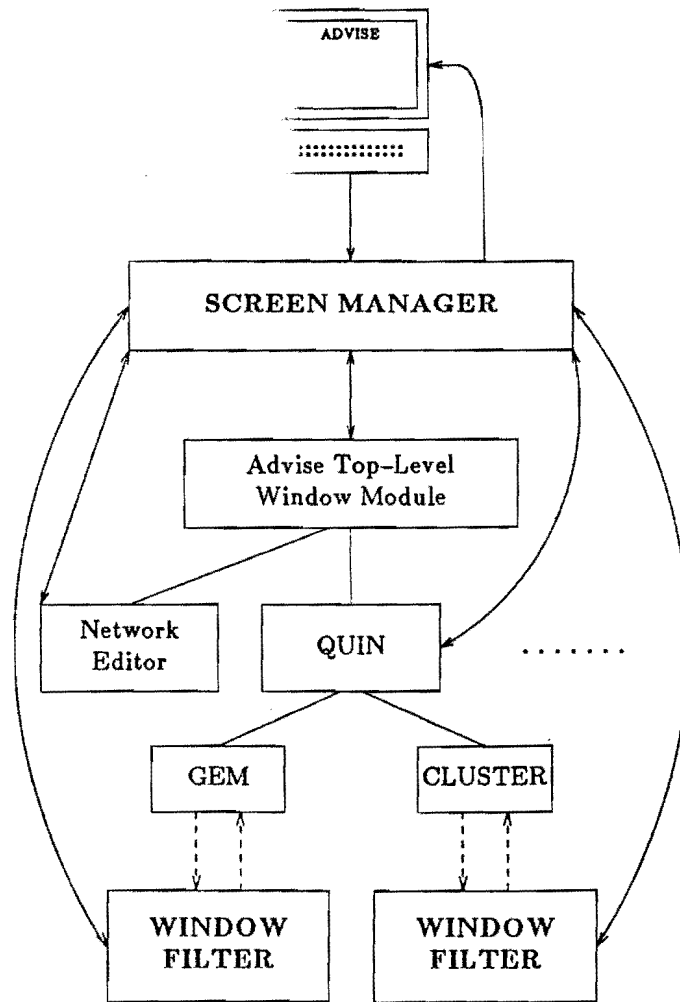 ADVISE
SCREEN MANAGER
Advise Top-Level
Window Module
Network
Editor
QUIN
.......
GEM
CLUSTER
WINDOW
FILTER
WINDOW
FILTER